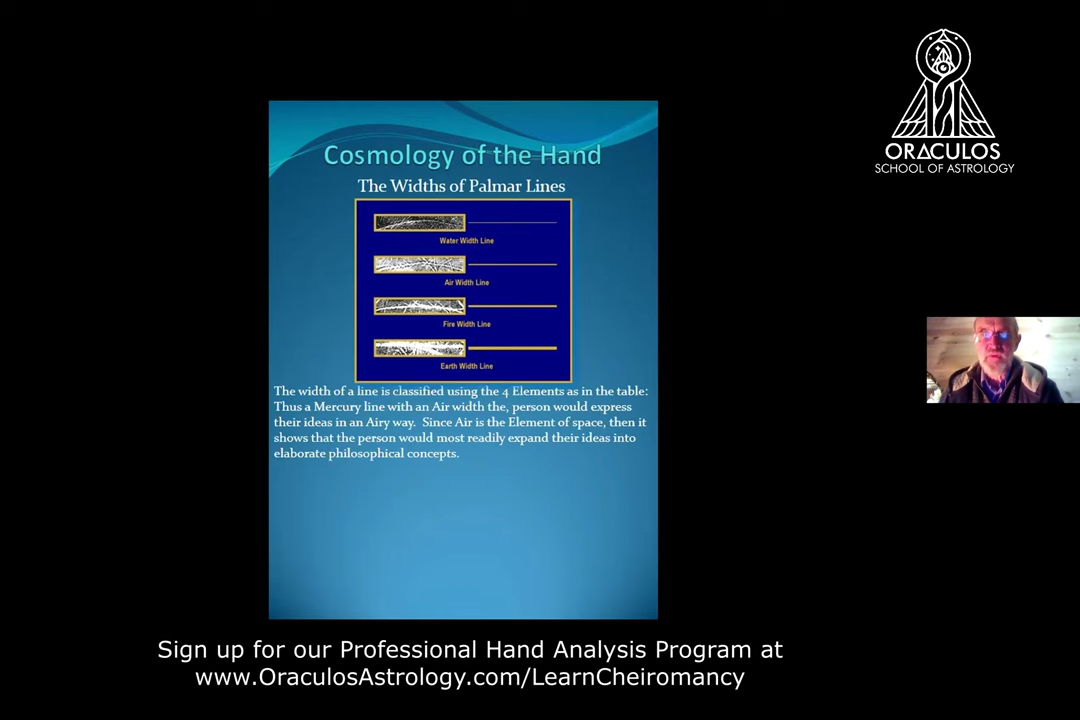 ORACULOS
SCHOOL OF ASTROLOGY
Cosmology of the Hand
The Widths of Palmar Lines
Water Width Line
Air Width Line
Fire Width Line
Earth Width Line
The width of a line is classified using the 4 Elements as in the table:
Thus a Mercury line with an Air width the, person would express
their ideas in an Airy way. Since Air is the Element of space, then it
shows that the person would most readily expand their ideas into
elaborate philosophical concepts.
Sign up for our Professional Hand Analysis Program at
www.OraculosAstrology.com/LearnCheiromancy